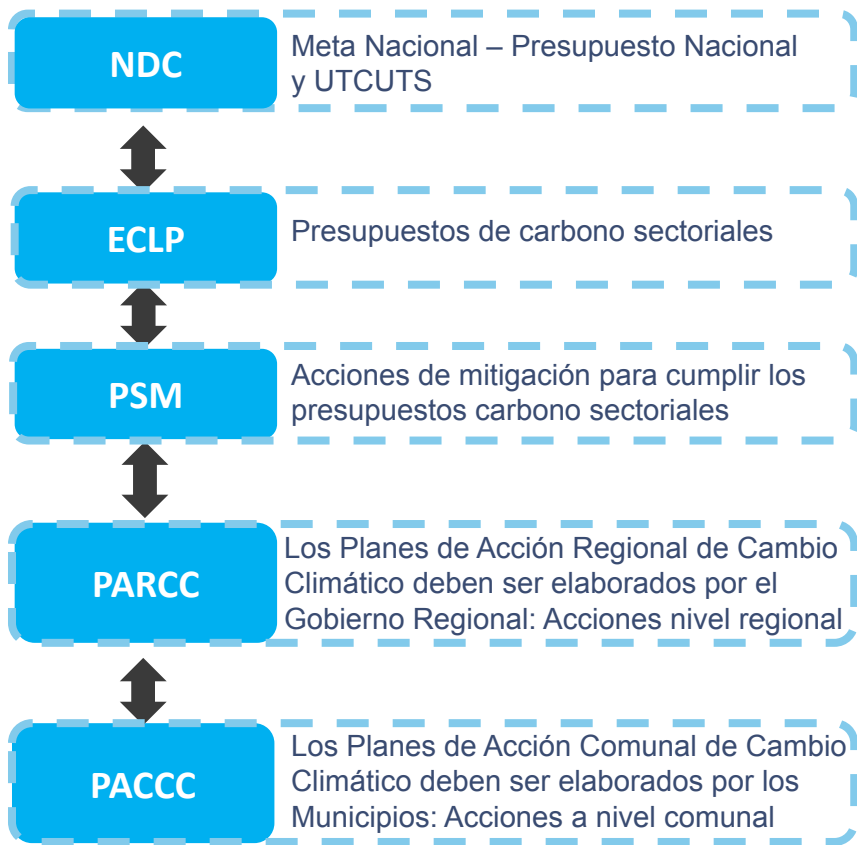 NDC
Meta Nacional – Presupuesto Nacional
y UTCUTS
ECLP
Presupuestos de carbono sectoriales
PSM
Acciones de mitigación para cumplir los
presupuestos carbono sectoriales
PARCC
Los Planes de Acción Regional de Cambio
Climático deben ser elaborados por el
Gobierno Regional: Acciones nivel regional
PACCC
Los Planes de Acción Comunal de Cambio
Climático deben ser elaborados por los
Municipios: Acciones a nivel comunal